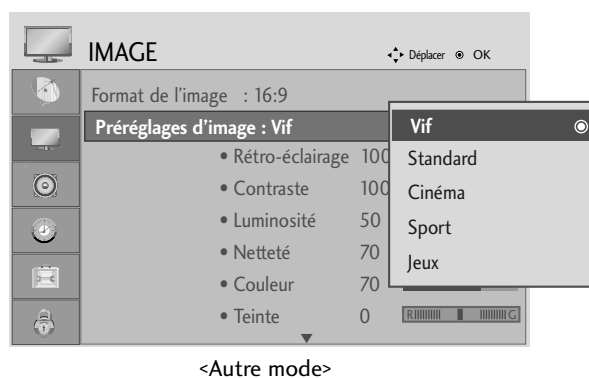 IMAGE
Déplacer OK
Format de l'image : 16:9
Préréglages d'image : Vif
• Rétro-éclairage 100
• Contraste 100
• Luminosité 50
• Netteté 70
• Couleur 70
• Teinte 0 R G
Vif
Standard
Cinéma
Sport
Jeux
<Autre mode>